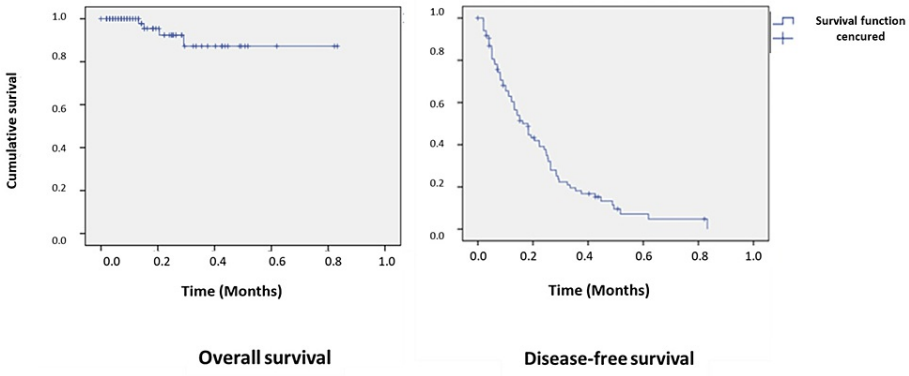 1.0
0.8
0.6
0.4
0.2
0.0
Cumulative surival
0.0 0.2 0.4 0.6 0.8 1.0
Time (Months)
Overall survival
1.0
0.8
0.6
0.4
0.2
0.0
0.0 0.2 0.4 0.6 0.8 1.0
Time (Months)
Disease-free survival
Survival function
cencured